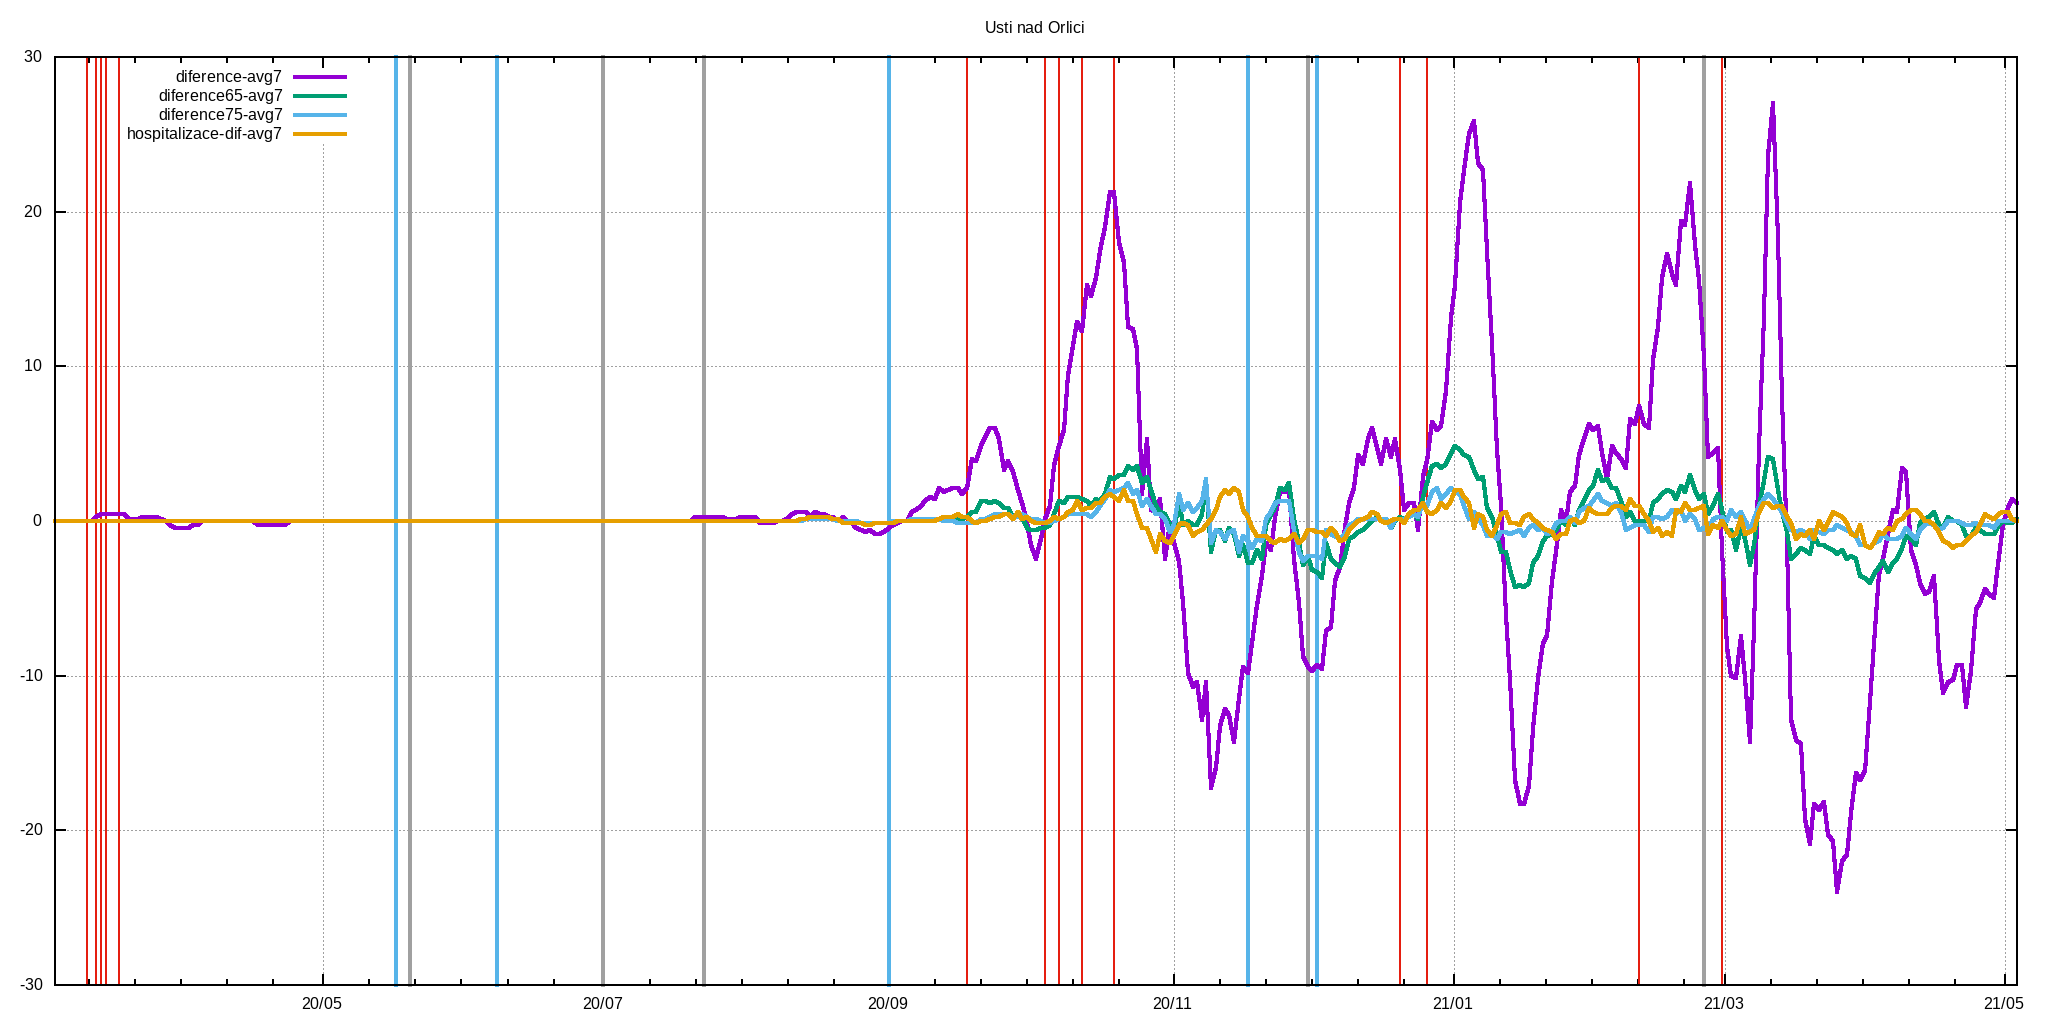 Usti nad Orlici
30
diference-avg7
diference65-avg7
diference75-avg7
hospitalizace-dif-avg7
20
10
0
-10
-20
-30
20/05 20/07 20/09 20/11 21/01 21/03 21/05